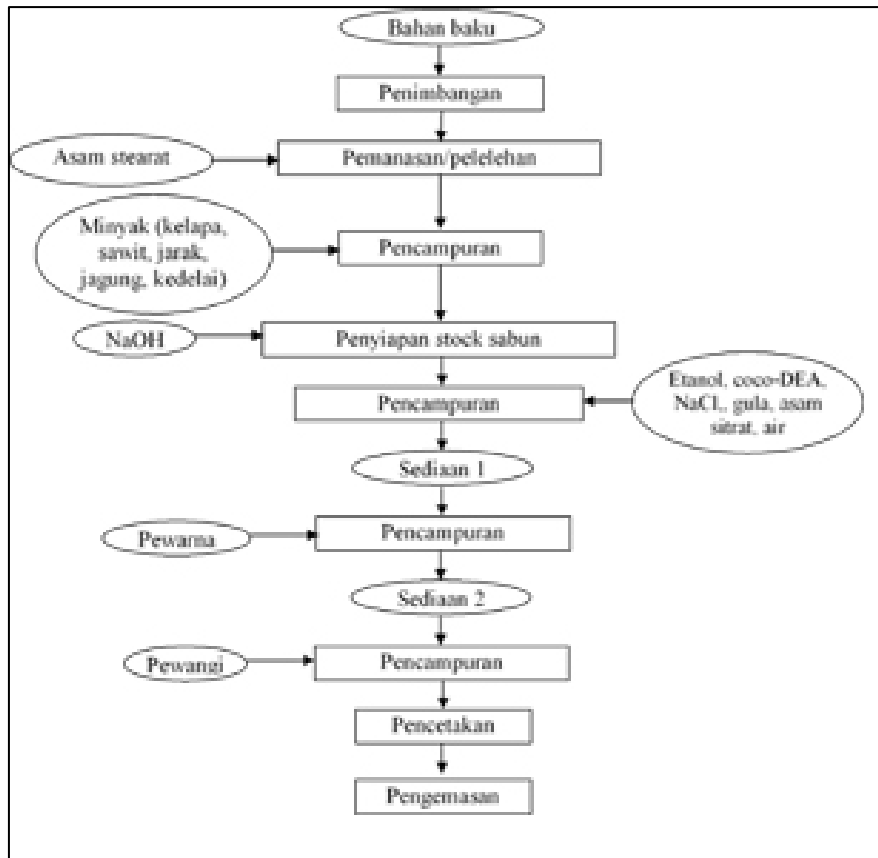 Bahan baku
Penimbangan
Asam stearat
Pemanasan/pelelehan
Minyak (kelapa,
sawit, jarak,
jagung, kedelai)
Pencampuran
NaOH
Penyiapan stock sabun
Pencampuran
Etanol, coco-DEA,
NaCl,, gula, asam
sitrat, air
Sediaan 1
Pewarna
Pencampuran
Sediaan 2
Pewangi
Pencampuran
Pencetakan
Pengemasan